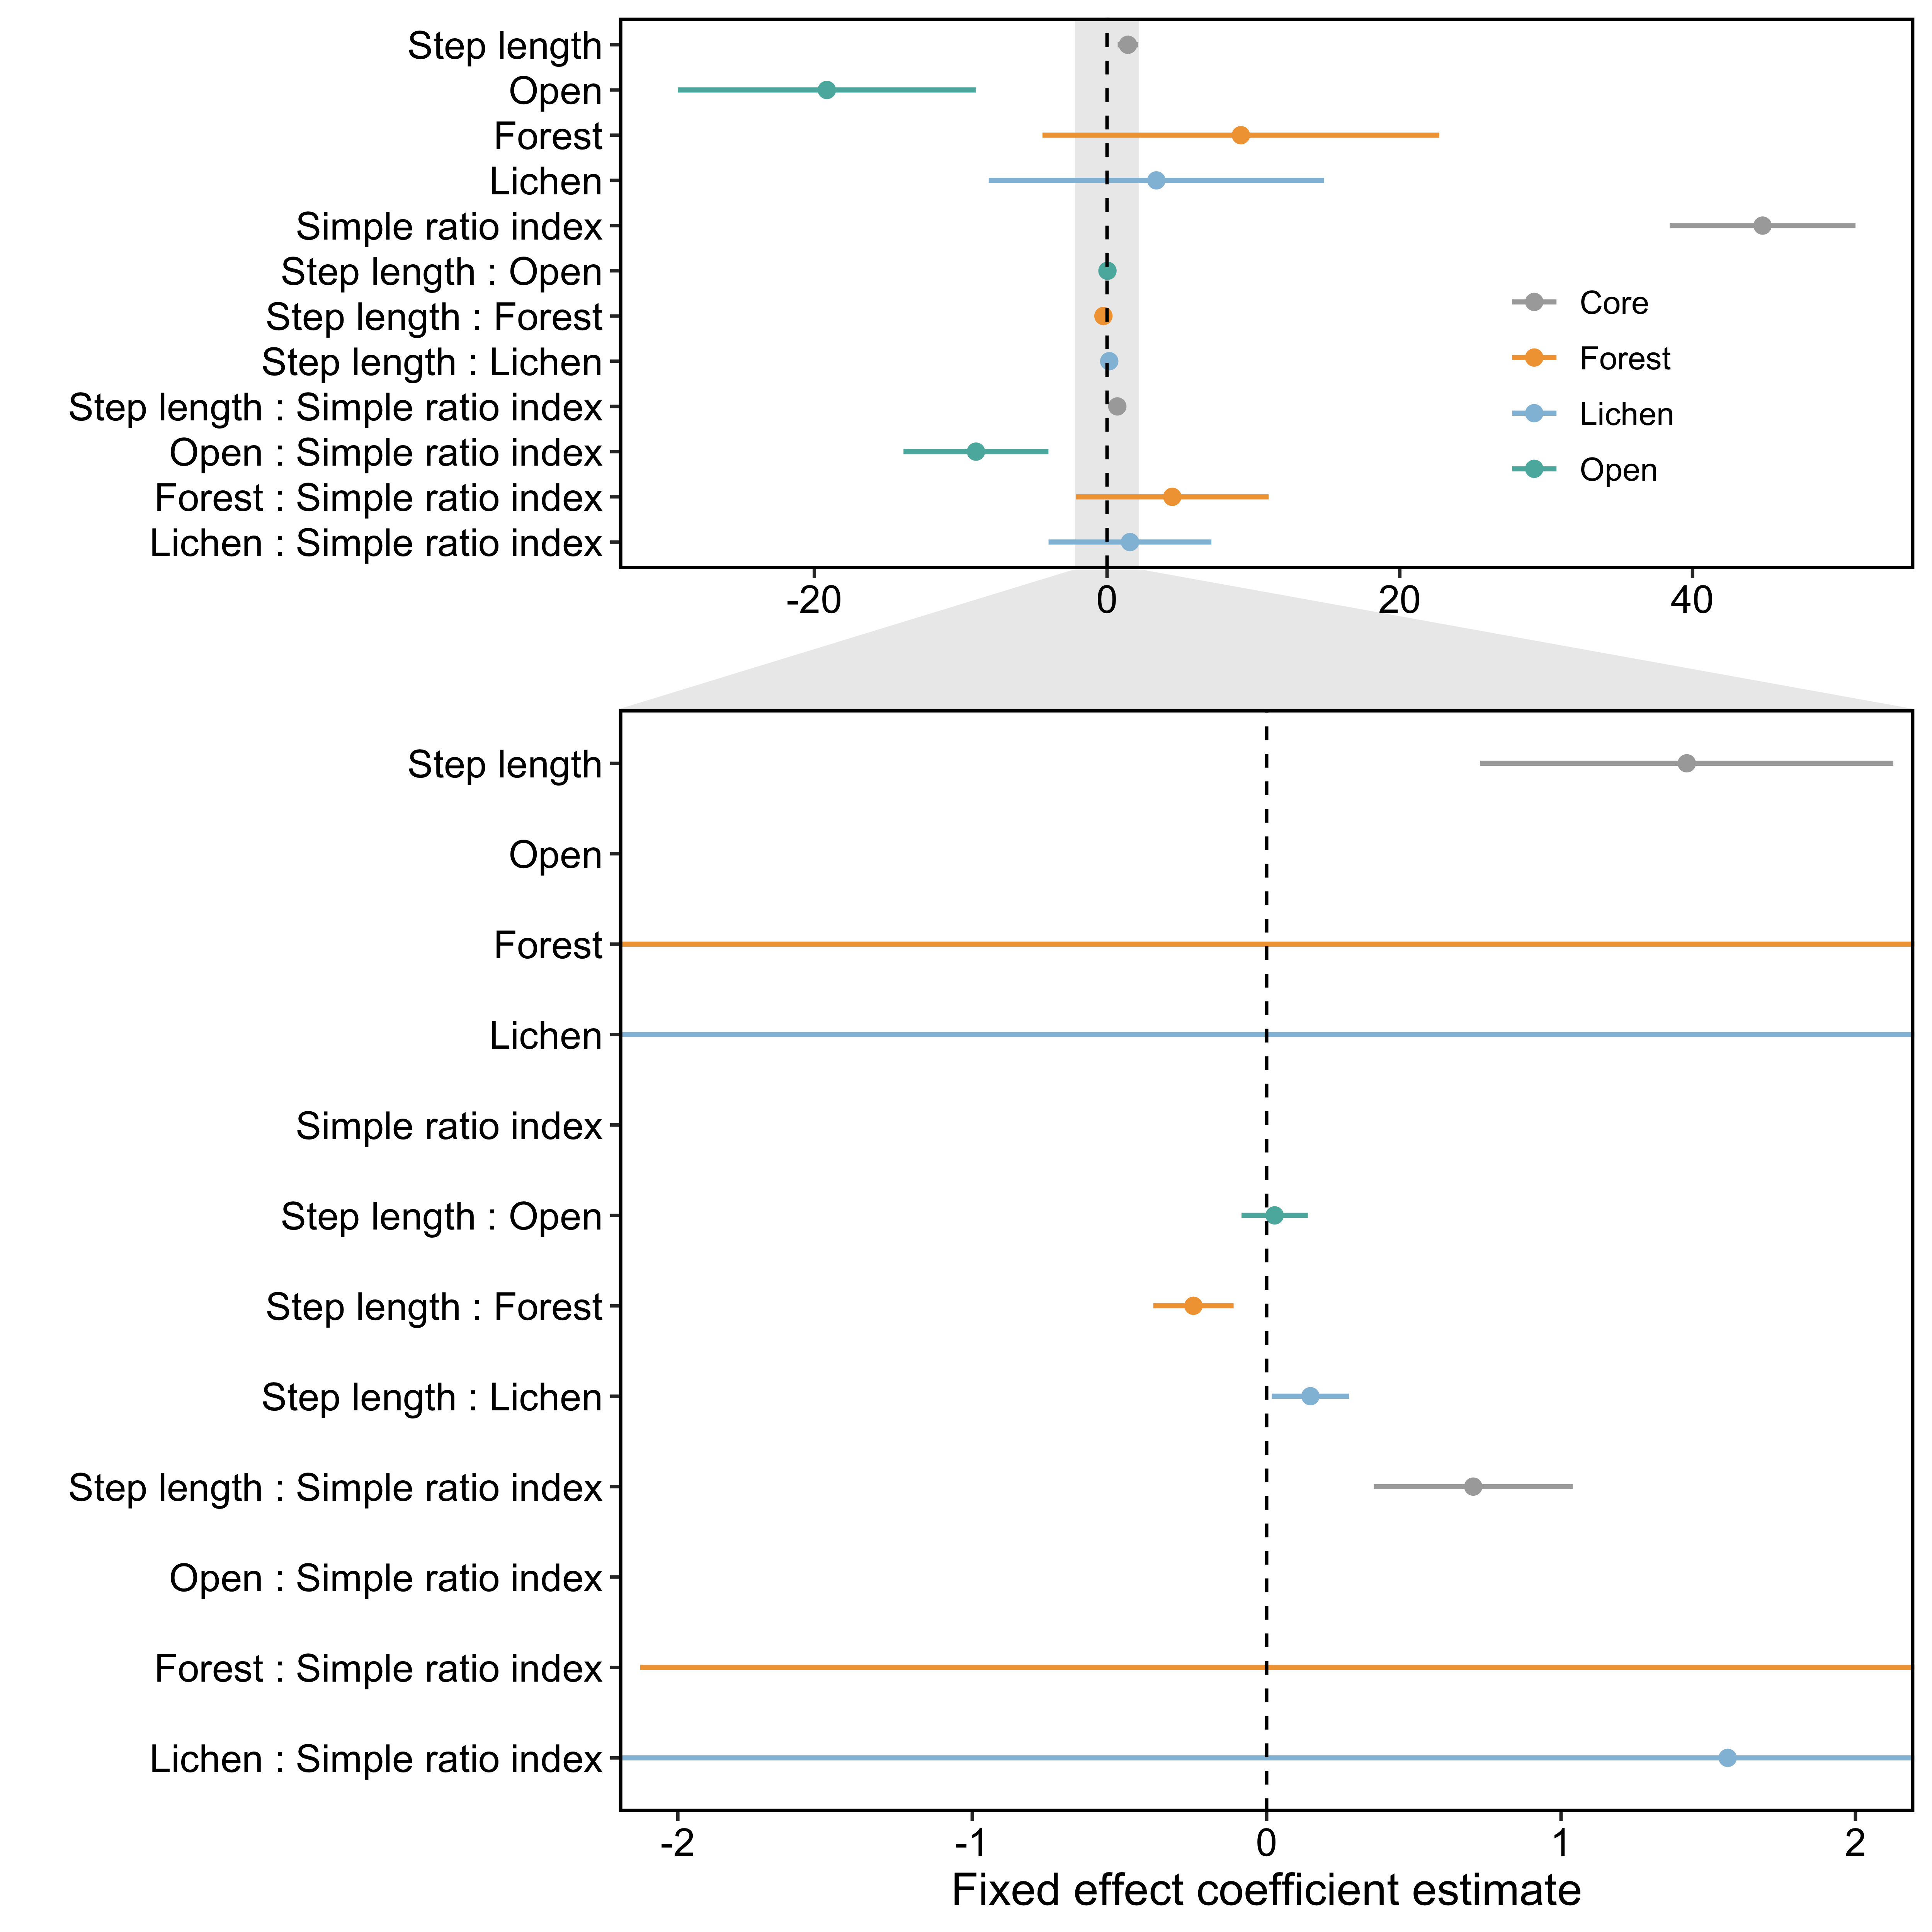 Step length
Open
Forest
Lichen
Simple ratio index
Step length : Open
Step length : Forest
Step length : Lichen
Step length : Simple ratio index
Open : Simple ratio index
Forest : Simple ratio index
Lichen : Simple ratio index
Core
Forest
Lichen
Open
-20 0 20 40
Step length
Open
Forest
Lichen
Simple ratio index
Step length : Open
Step length : Forest
Step length : Lichen
Step length : Simple ratio index
Open : Simple ratio index
Forest : Simple ratio index
Lichen : Simple ratio index
-2 -1 0 1 2
Fixed effect coefficient estimate